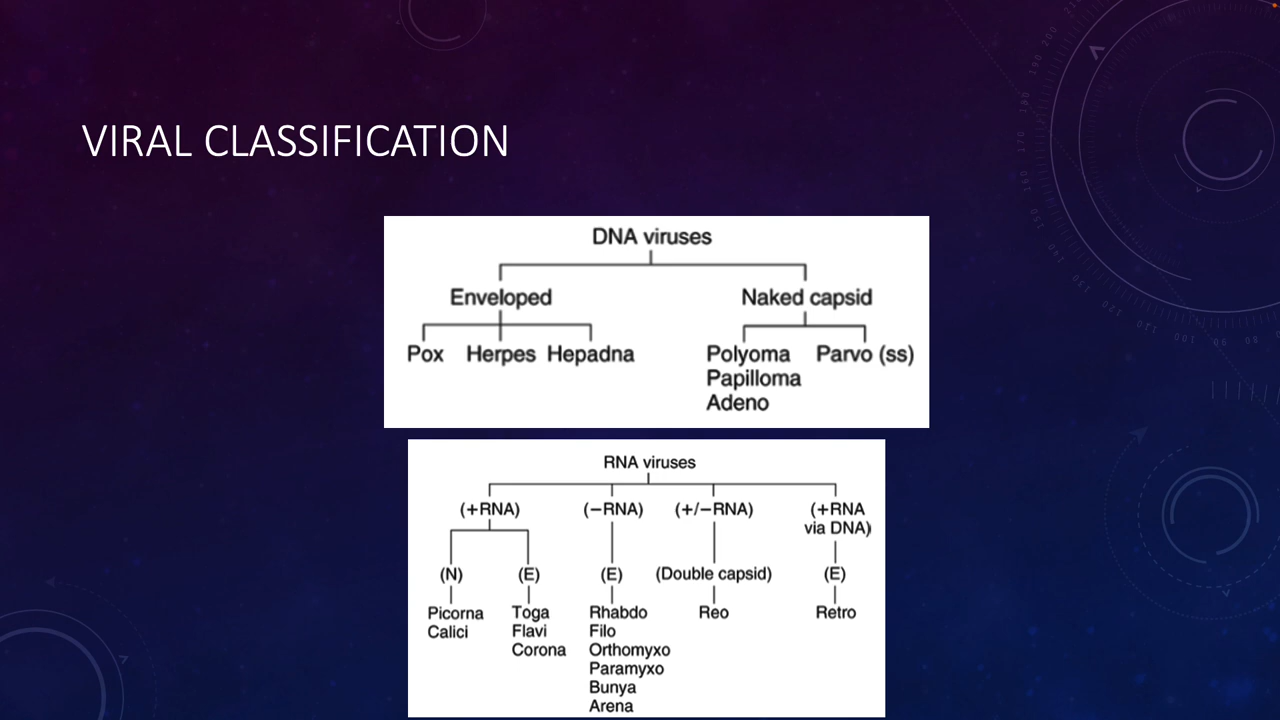 VIRAL CLASSIFICATION
DNA viruses
Enveloped Naked capsid
Pox Herpes Hepadna Polyoma Parvo (ss)
Papilloma
Adeno
RNA viruses
(+RNA) (−RNA) (+/−RNA) (+RNA
via DNA)
(N) (E) (E) (Double capsid) (E)
Picorna Toga Rhabdo Reo Retro
Calici Flavi Filo
Corona Orthomyxo
Paramyxo
Bunya
Arena